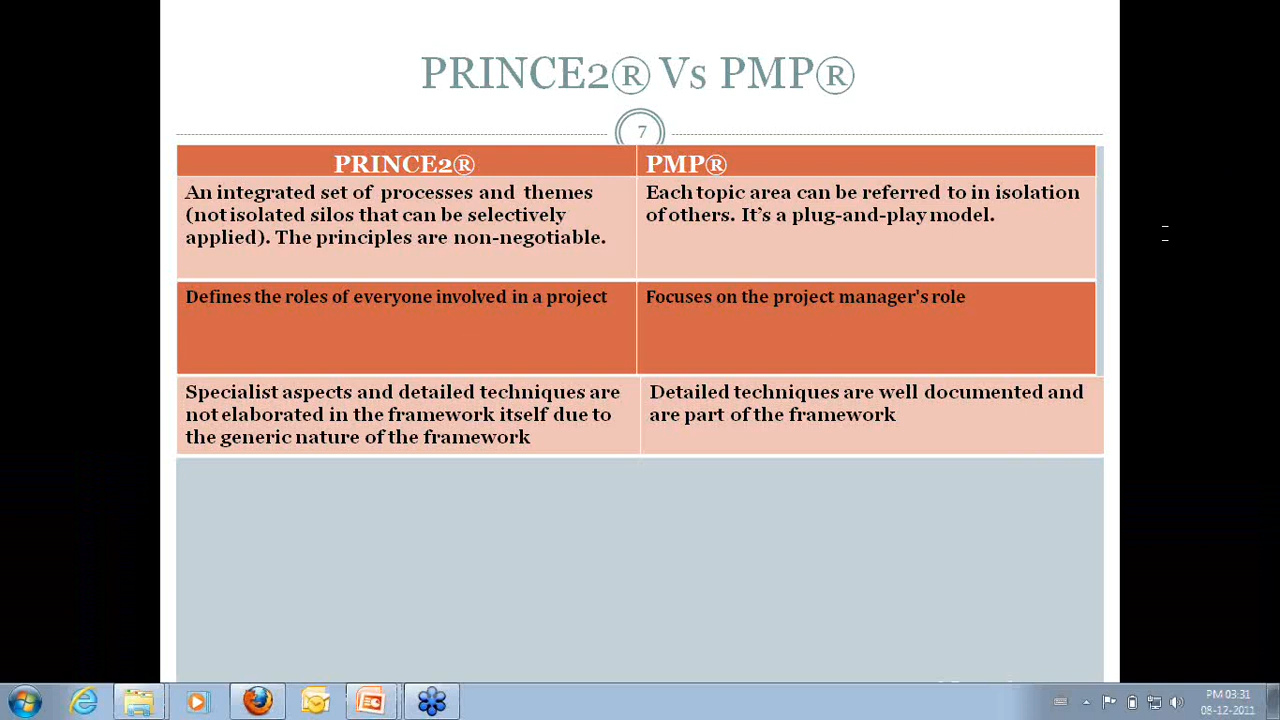 PRINCE2® Vs PMP®
7
PRINCE2®
PMP®
An integrated set of processes and themes
(not isolated silos that can be selectively
applied). The principles are non-negotiable.
Each topic area can be referred to in isolation
of others. It's a plug-and-play model.
Defines the roles of everyone involved in a project
Focuses on the project manager's role
Specialist aspects and detailed techniques are
not elaborated in the framework itself due to
the generic nature of the framework
Detailed techniques are well documented and
are part of the framework
PM 03:31
08-12-2011